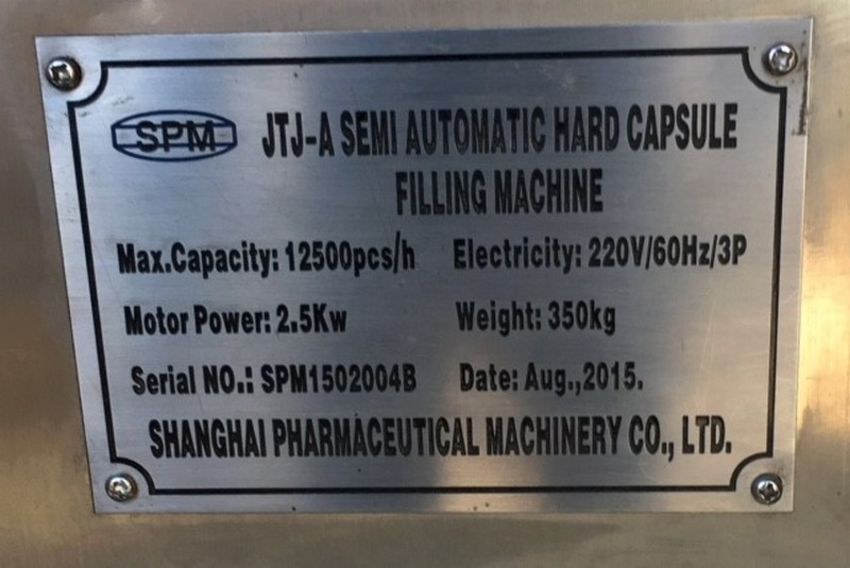 SPM JTJ-A SEMI AUTOMATIC HARD CAPSULE
FILLING MACHINE
Max.Capacity: 12500pcs/h Electricity: 220V/60Hz/3P
Motor Power: 2.5Kw Weight: 350kg
Serial NO.: SPM1502004B Date: Aug.,2015.
SHANGHAI PHARMACEUTICAL MACHINERY CO., LTD.